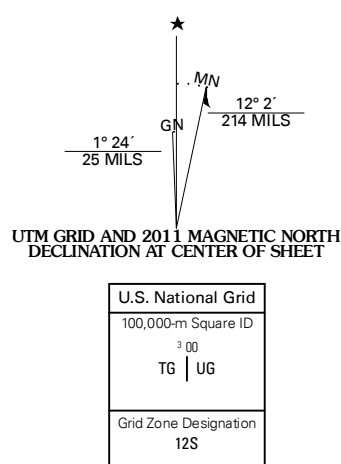 ★
MN
GN
12° 2´
214 MILS
1° 24´
25 MILS
UTM GRID AND 2011 MAGNETIC NORTH
DECLINATION AT CENTER OF SHEET
U.S. National Grid
100,000-m Square ID
3 00
TG | UG
Grid Zone Designation
12S